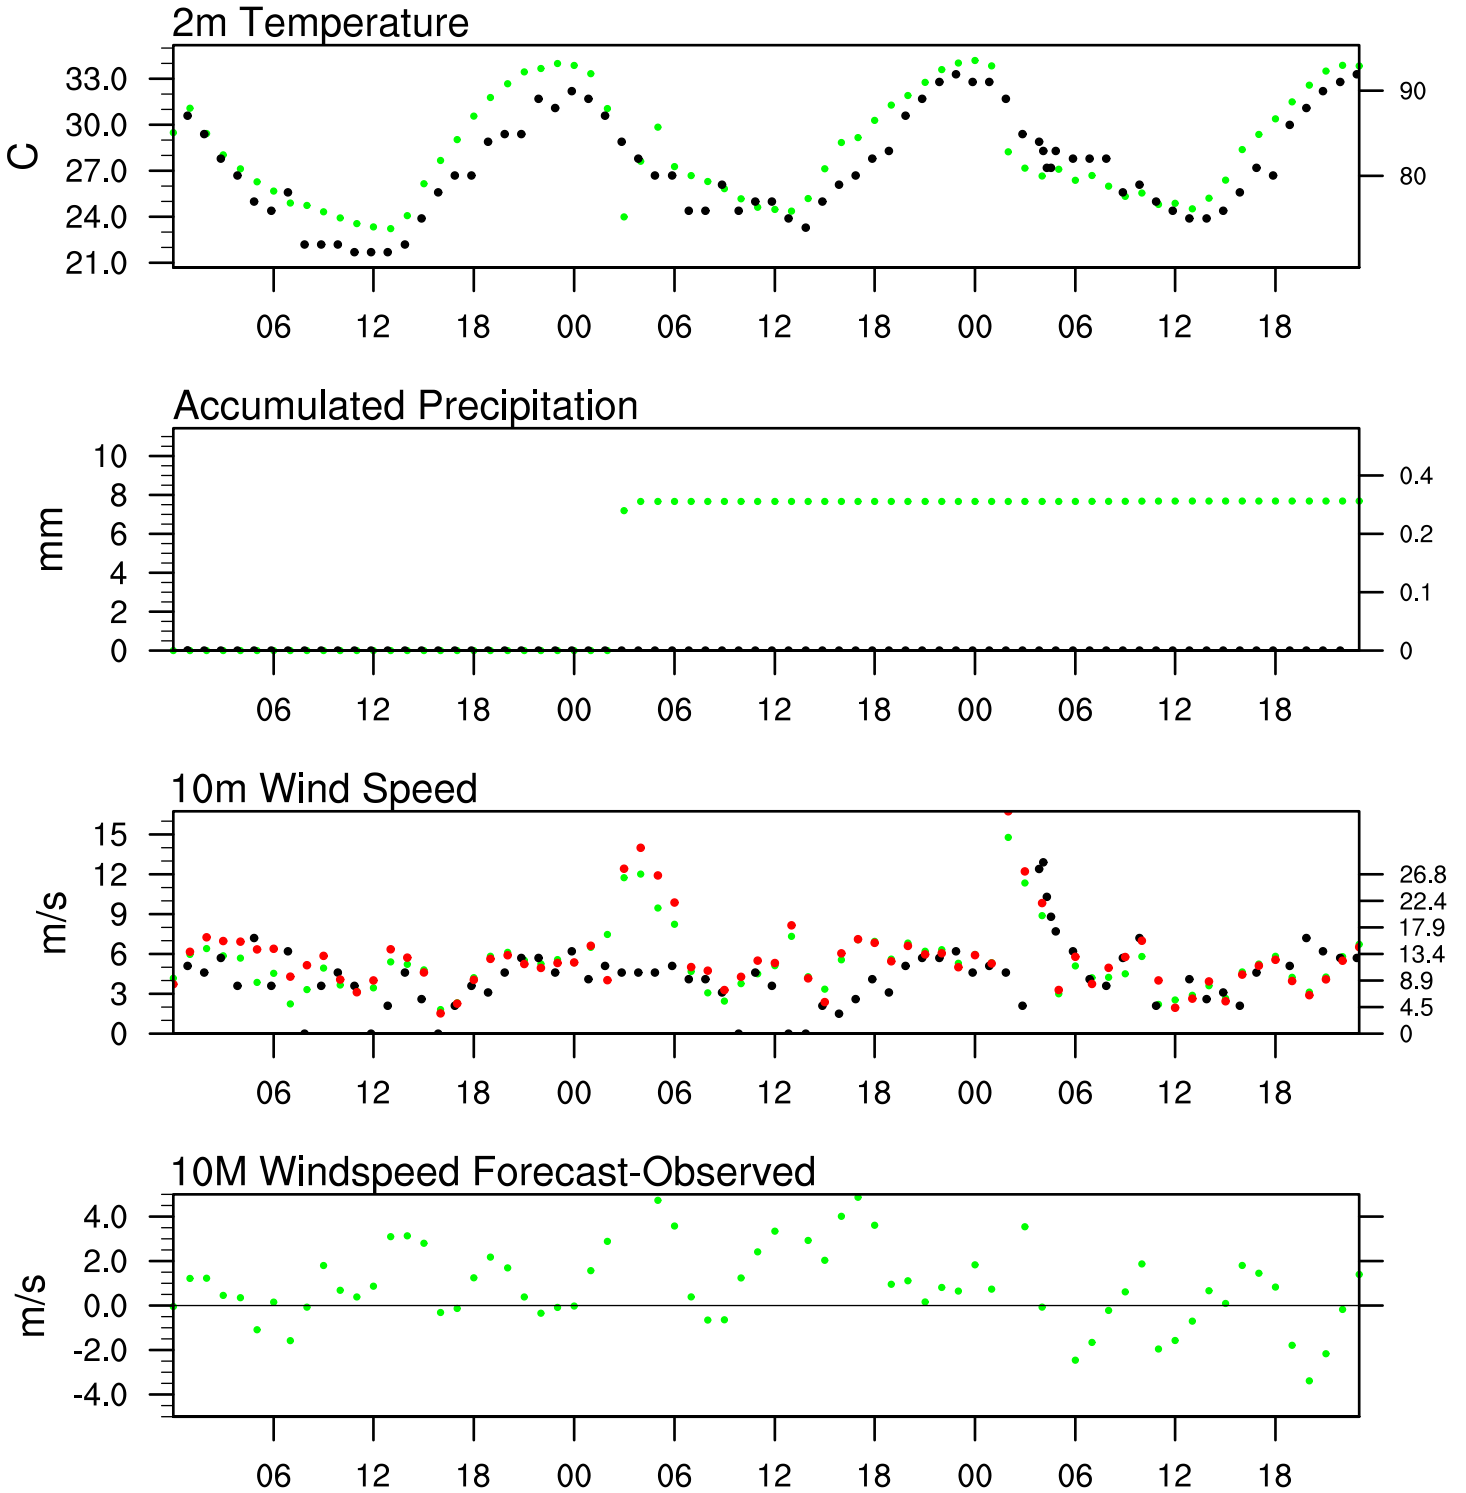 2m Temperature
33.0
30.0
27.0
24.0
21.0
C
90
80
06 12 18 00 06 12 18 00 06 12 18
Accumulated Precipitation
10
8
6
4
2
0
mm
0.4
0.2
0.1
0
06 12 18 00 06 12 18 00 06 12 18
10m Wind Speed
15
12
9
6
3
0
m/s
26.8
22.4
17.9
13.4
8.9
4.5
0
06 12 18 00 06 12 18 00 06 12 18
10M Windspeed Forecast-Observed
4.0
2.0
0.0
-2.0
-4.0
m/s
06 12 18 00 06 12 18 00 06 12 18